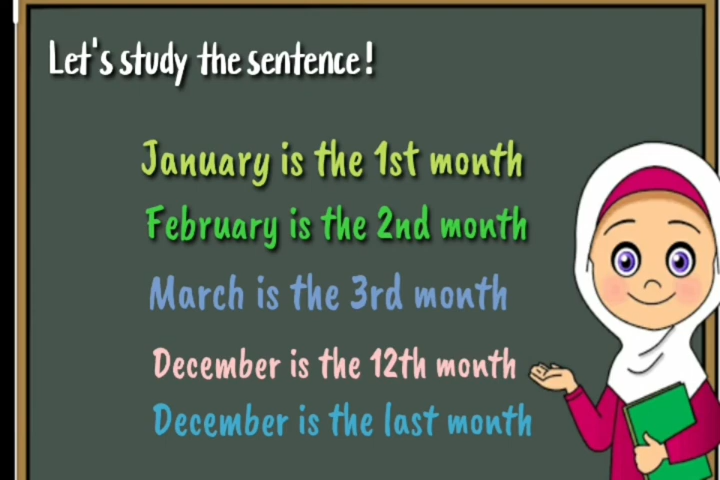 Let's study the sentence!
January is the 1st month
February is the 2nd month
March is the 3rd month
December is the 12th month
December is the last month